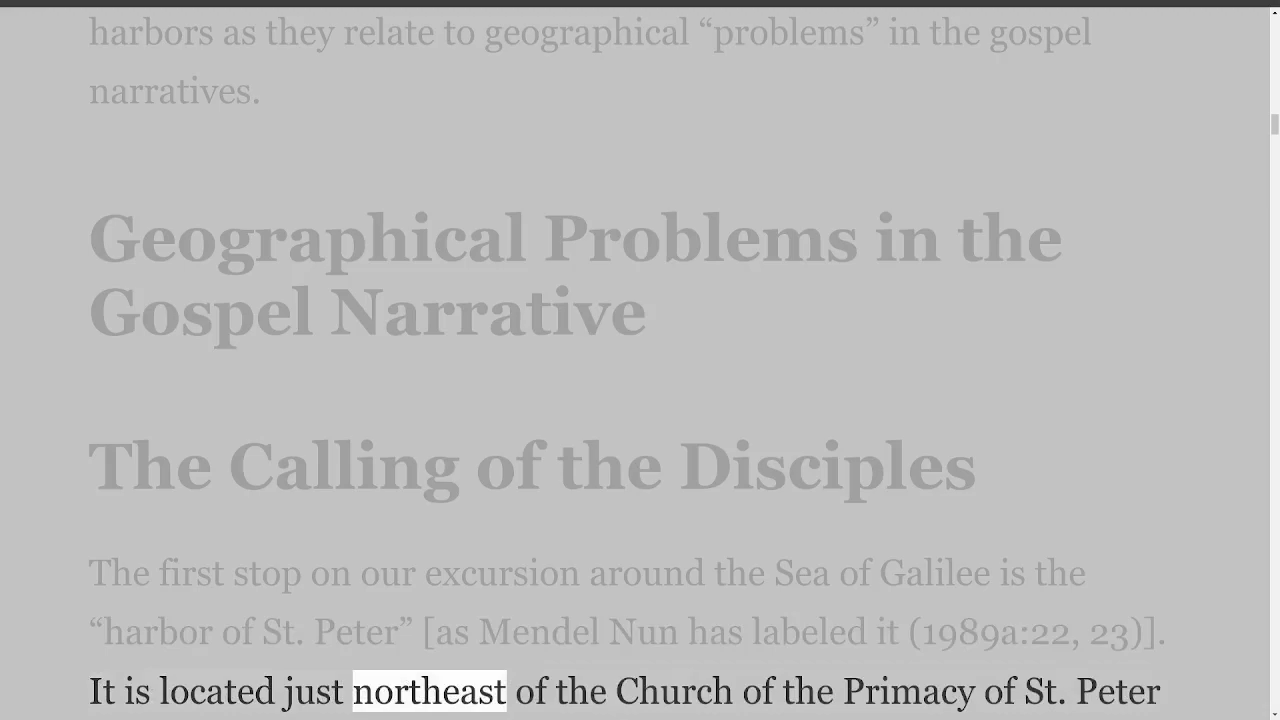 harbors as they relate to geographical “problems” in the gospel
narratives.
Geographical Problems in the
Gospel Narrative
The Calling of the Disciples
The first stop on our excursion around the Sea of Galilee is the
“harbor of St. Peter” [as Mendel Nun has labeled it (1989a:22, 23)].
It is located just northeast of the Church of the Primacy of St. Peter